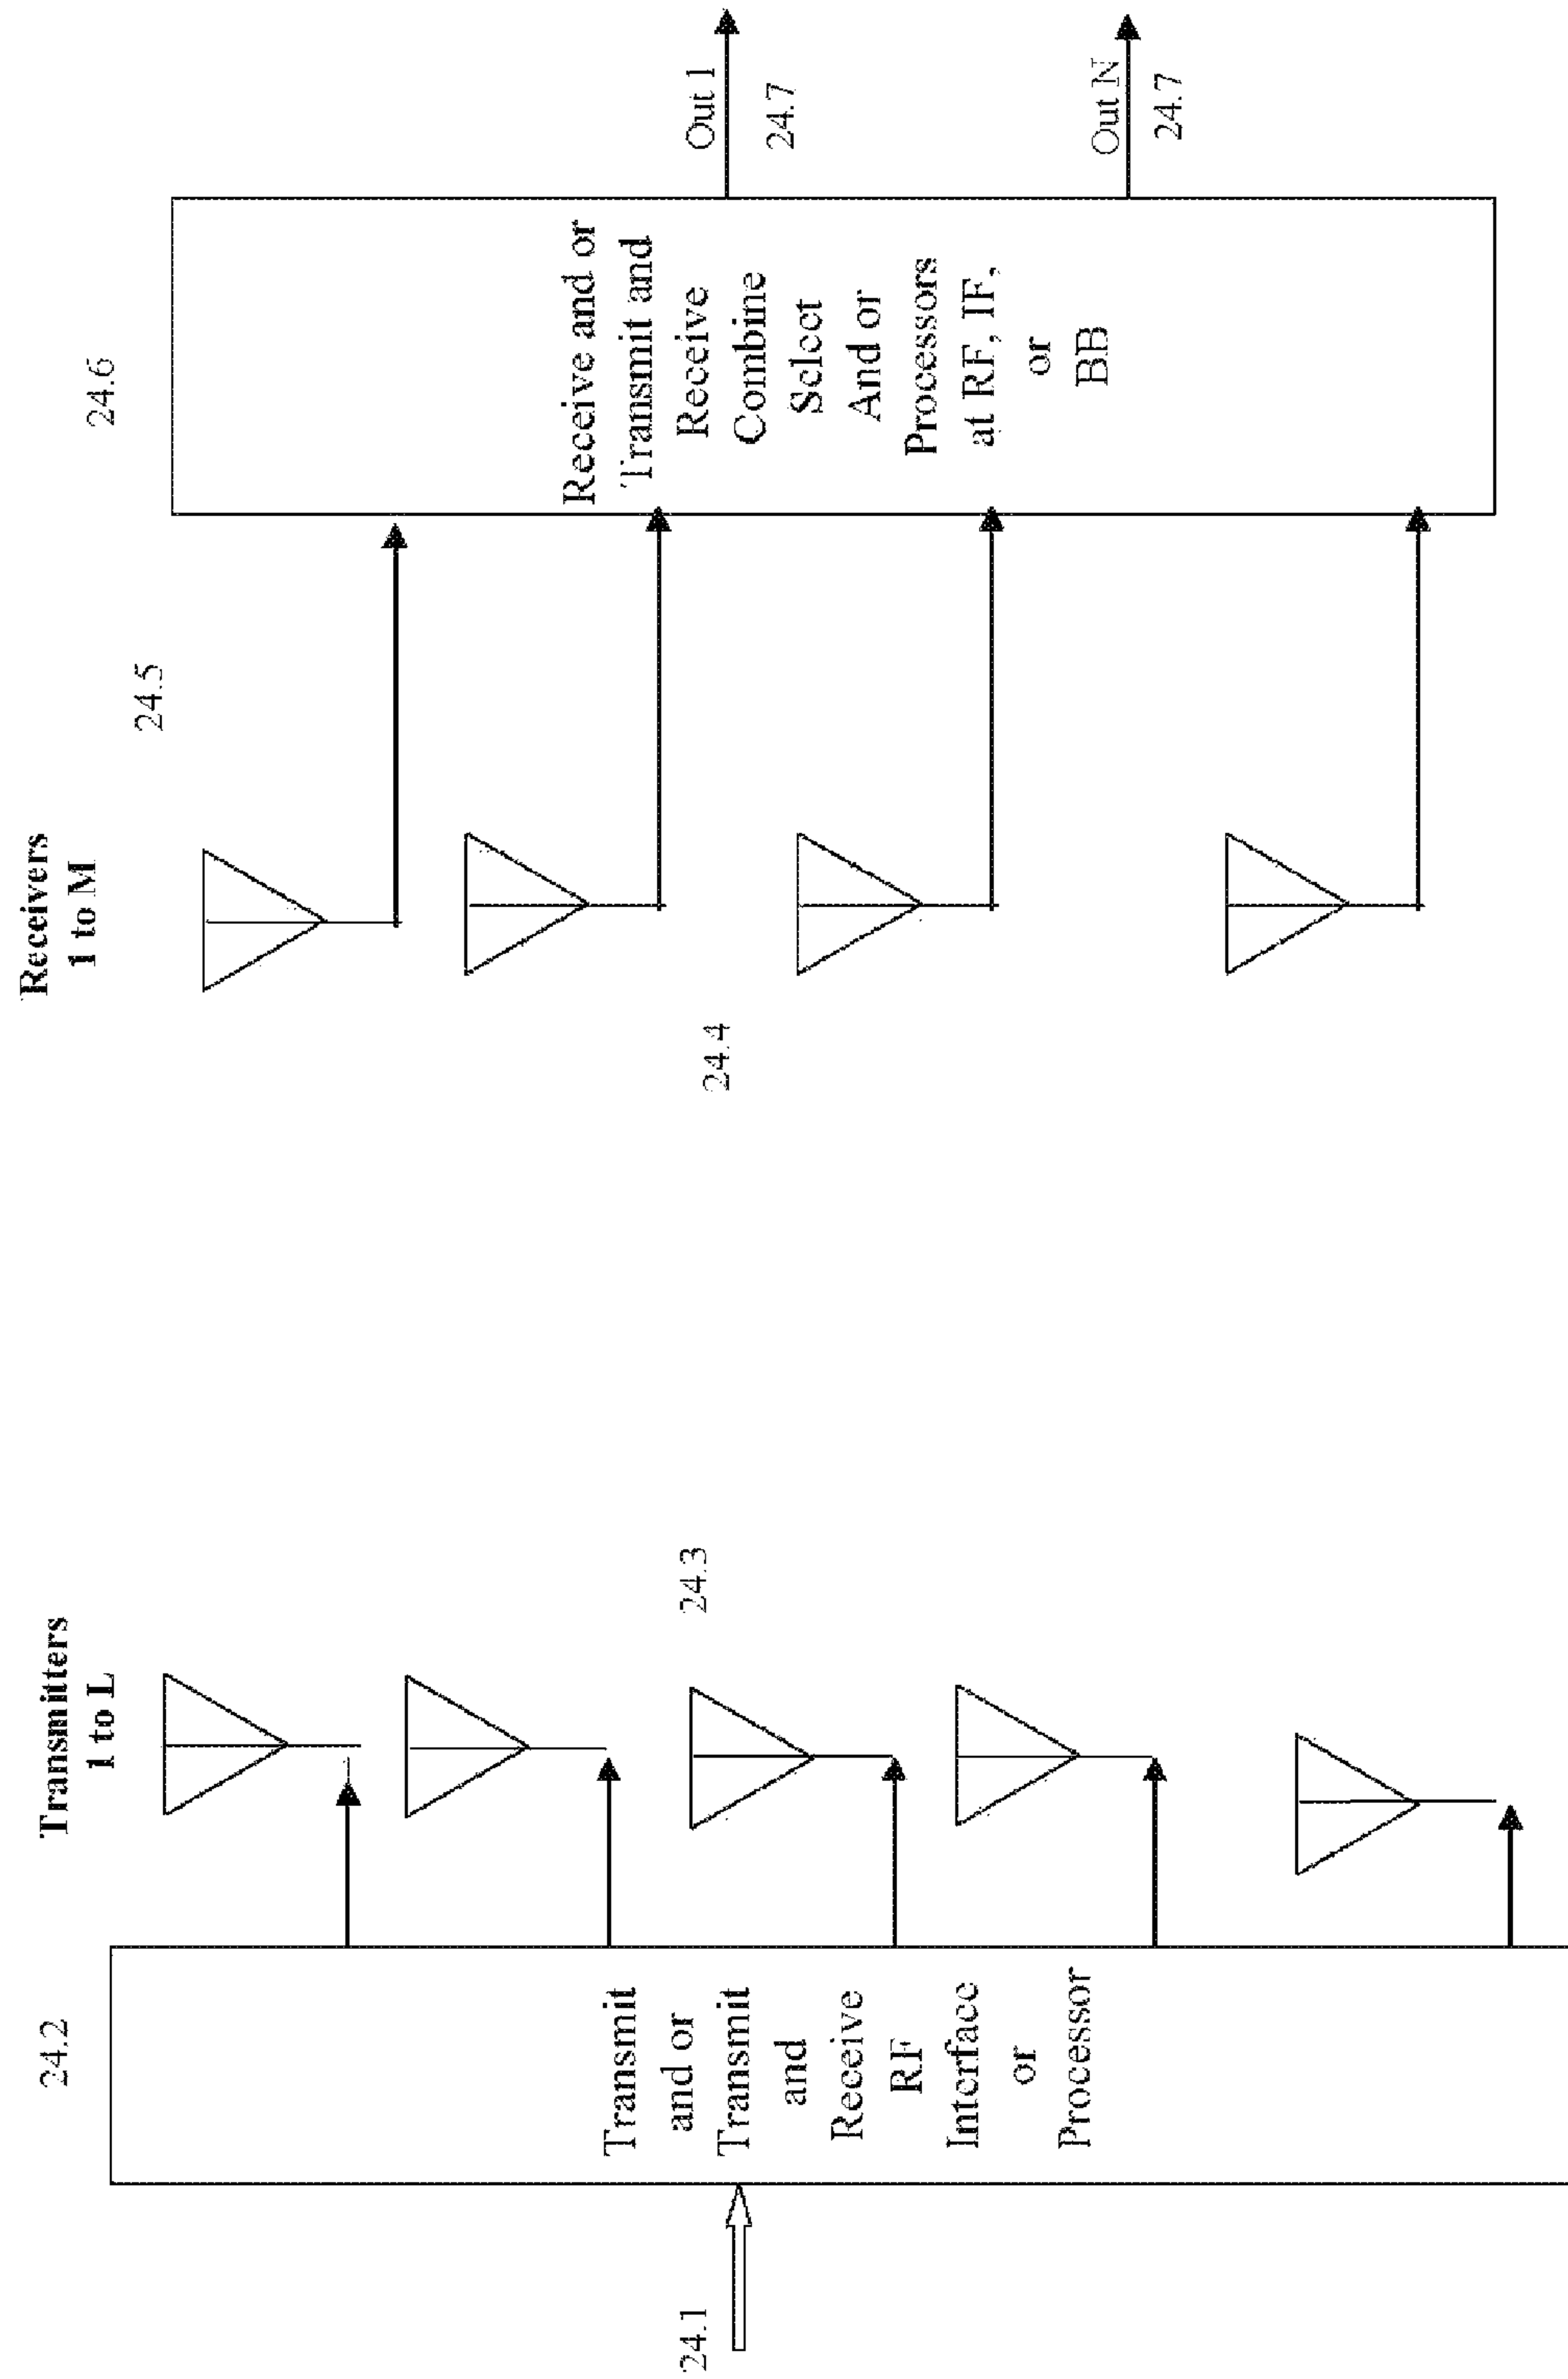 24.1
24.2
Transmit
and or
Transmit
and
Receive
RF
Interface
or
Processor
Transmitters
1 to L
24.3
Receivers
1 to M
24.4
24.5
24.6
Receive and or
Transmit and
Receive
Combine
Select
And or
Processors
at RF, IF,
or
BB
Out 1
24.7
Out N
24.7